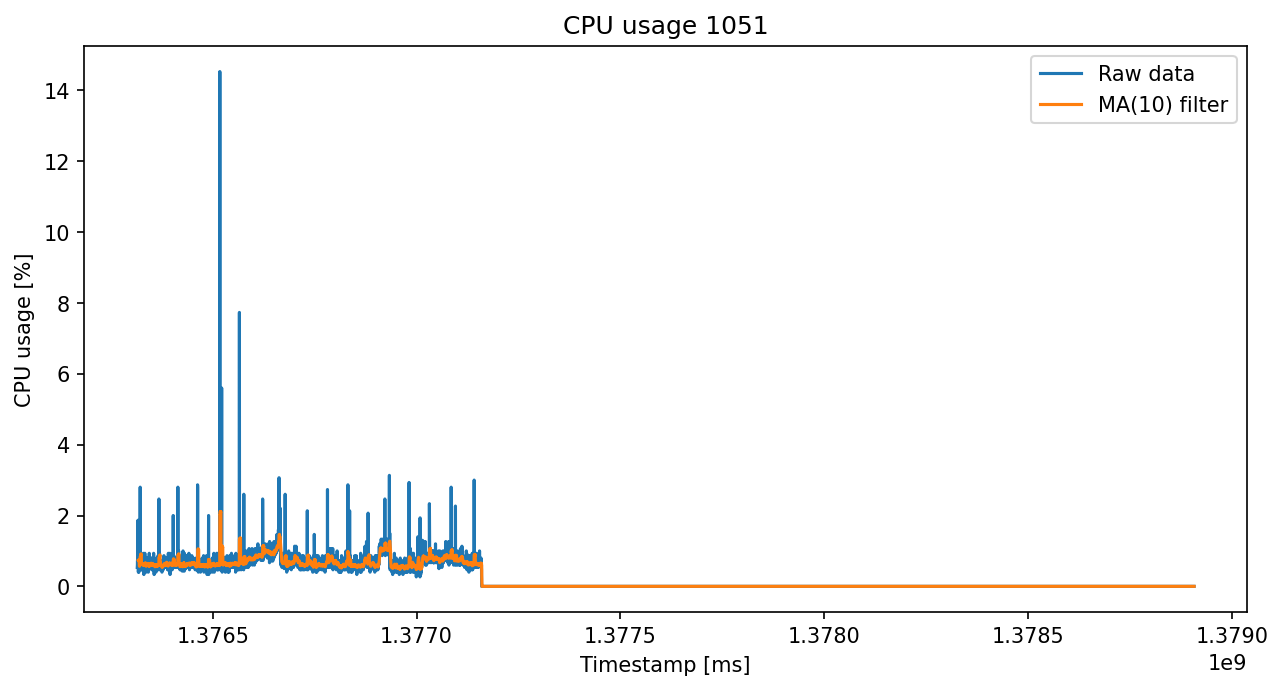 CPU usage 1051
Raw data
MA(10) filter
CPU usage [%]
14
12
10
8
6
4
2
0
1.3765 1.3770 1.3775 1.3780 1.3785 1.3790
1e9
Timestamp [ms]